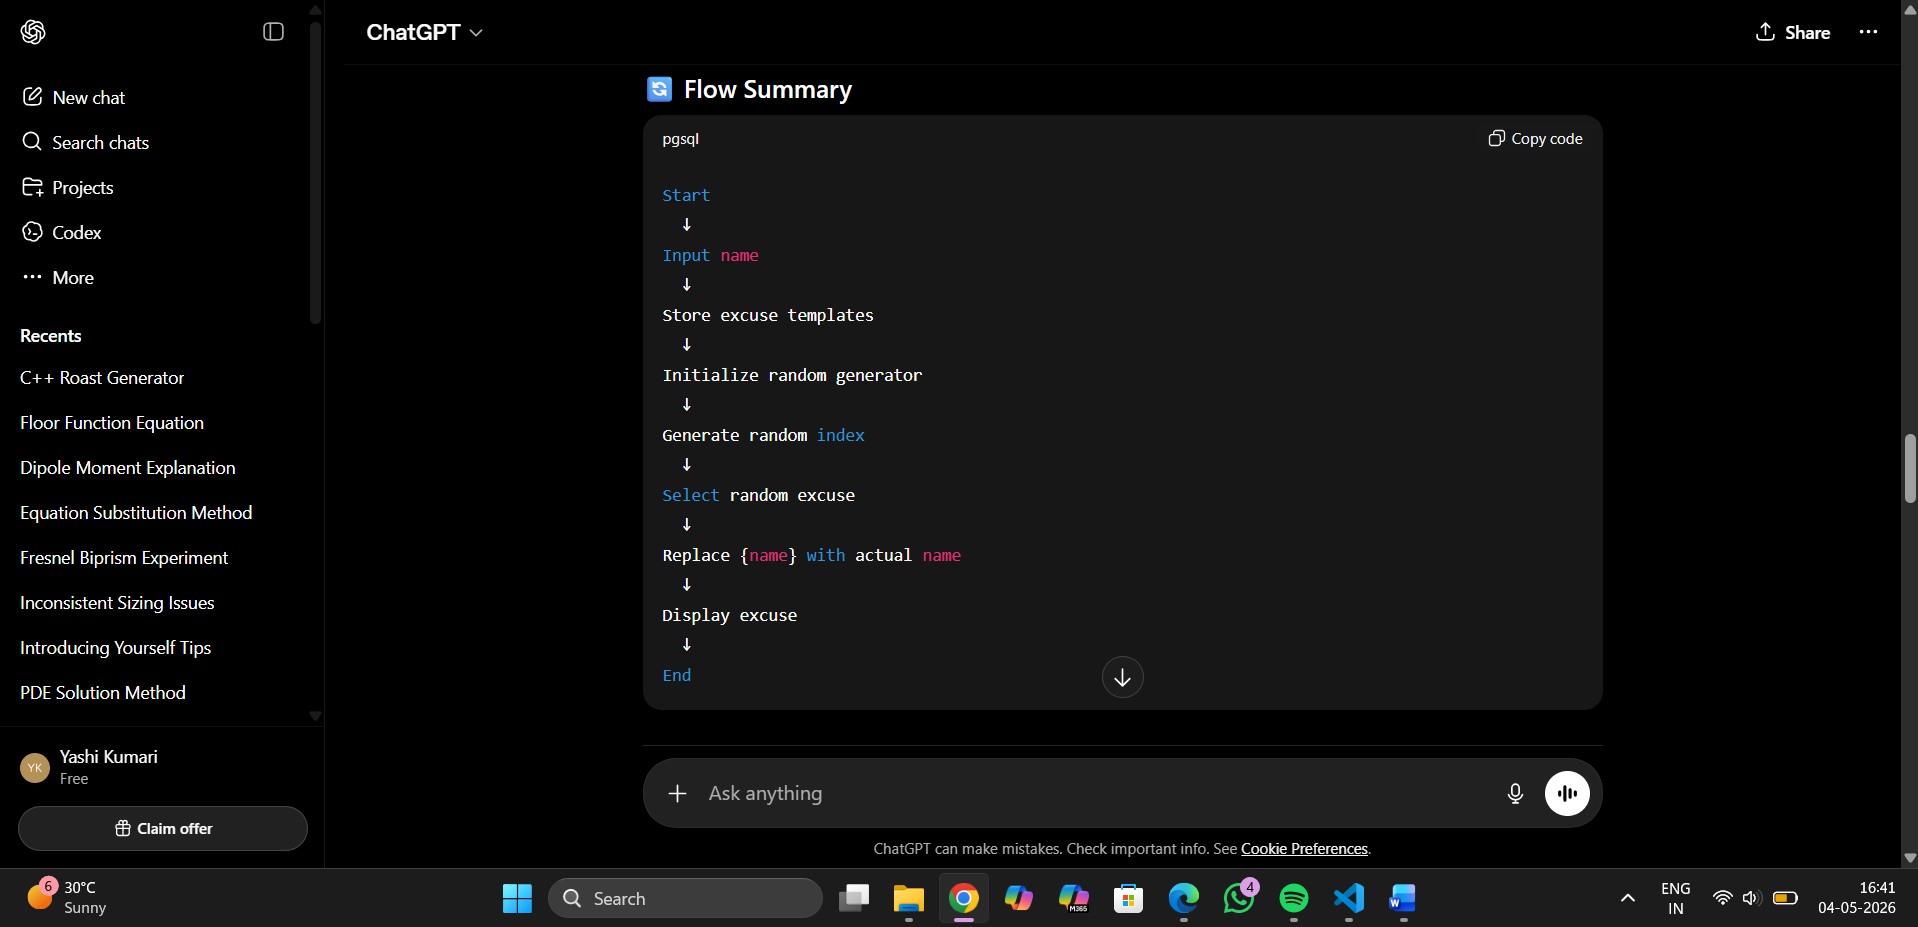 ChatGPT
Share
New chat
Search chats
Projects
Codex
More
Recents
C++ Roast Generator
Floor Function Equation
Dipole Moment Explanation
Equation Substitution Method
Fresnel Biprism Experiment
Inconsistent Sizing Issues
Introducing Yourself Tips
PDE Solution Method
YK
Yashi Kumari
Free
Claim offer
Flow Summary
pgsql
Copy code
Start
↓
Input name
↓
Store excuse templates
↓
Initialize random generator
↓
Generate random index
↓
Select random excuse
↓
Replace {name} with actual name
↓
Display excuse
↓
End
Ask anything
ChatGPT can make mistakes. Check important info. See Cookie Preferences.
6
30°C
Sunny
Search
M365
4
W
ENG
IN
16:41
04-05-2026